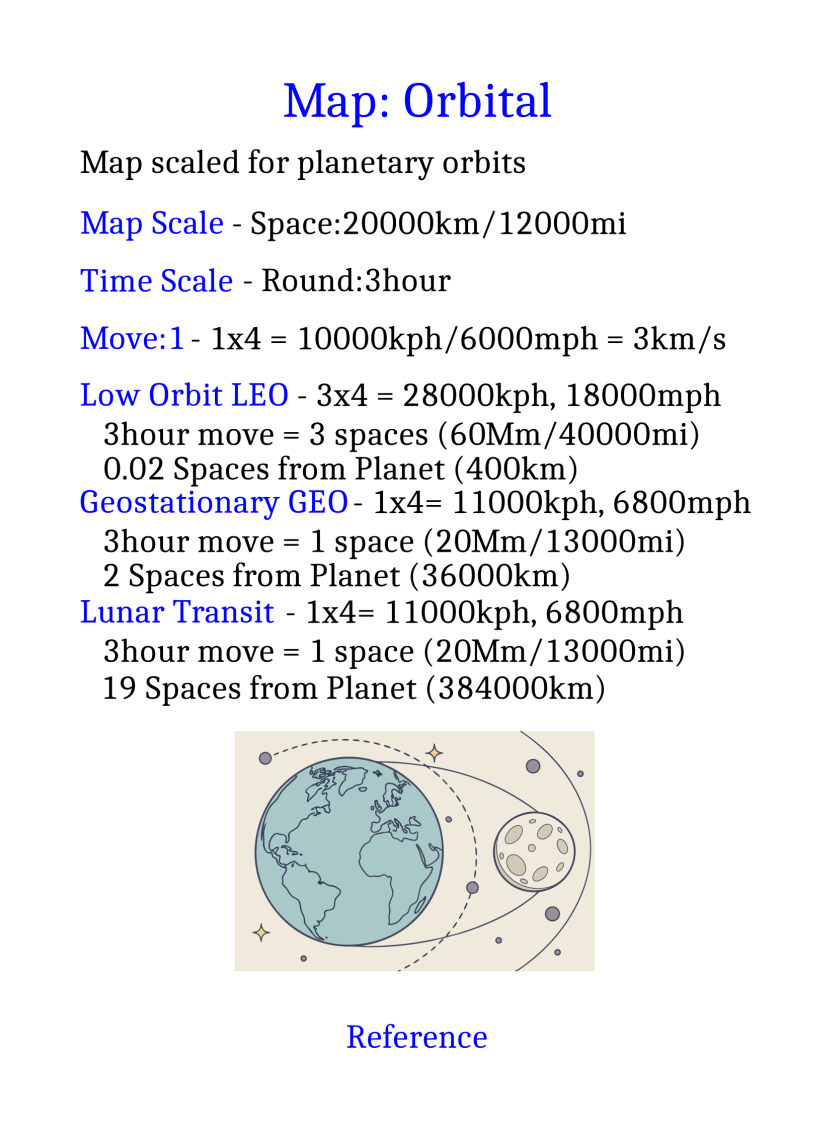 Map: Orbital
Map scaled for planetary orbits
Map Scale - Space:20000km/12000mi
Time Scale - Round:3hour
Move:1 - 1x4 = 10000kph/6000mph = 3km/s
Low Orbit LEO - 3x4 = 28000kph, 18000mph
3hour move = 3 spaces (60Mm/40000mi)
0.02 Spaces from Planet (400km)
Geostationary GEO - 1x4= 11000kph, 6800mph
3hour move = 1 space (20Mm/13000mi)
2 Spaces from Planet (36000km)
Lunar Transit - 1x4= 11000kph, 6800mph
3hour move = 1 space (20Mm/13000mi)
19 Spaces from Planet (384000km)
Reference